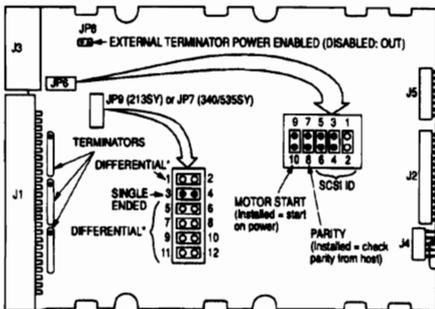 JP8
EXTERNAL TERMINATOR POWER ENABLED (DISABLED: OUT)
J3
JP6
JP9 (213SY) or JP7 (340/535SY)
J5
9 7 5 3 1
10 8 6 4 2
TERMINATORS
DIFFERENTIAL*
2
SINGLE ENDED
3 4
5 6
DIFFERENTIAL*
7 8
9 10
11 12
MOTOR START
(Installed = start
on power)
SCSI ID
PARITY
(Installed = check
parity from host)
J1
J2
J4